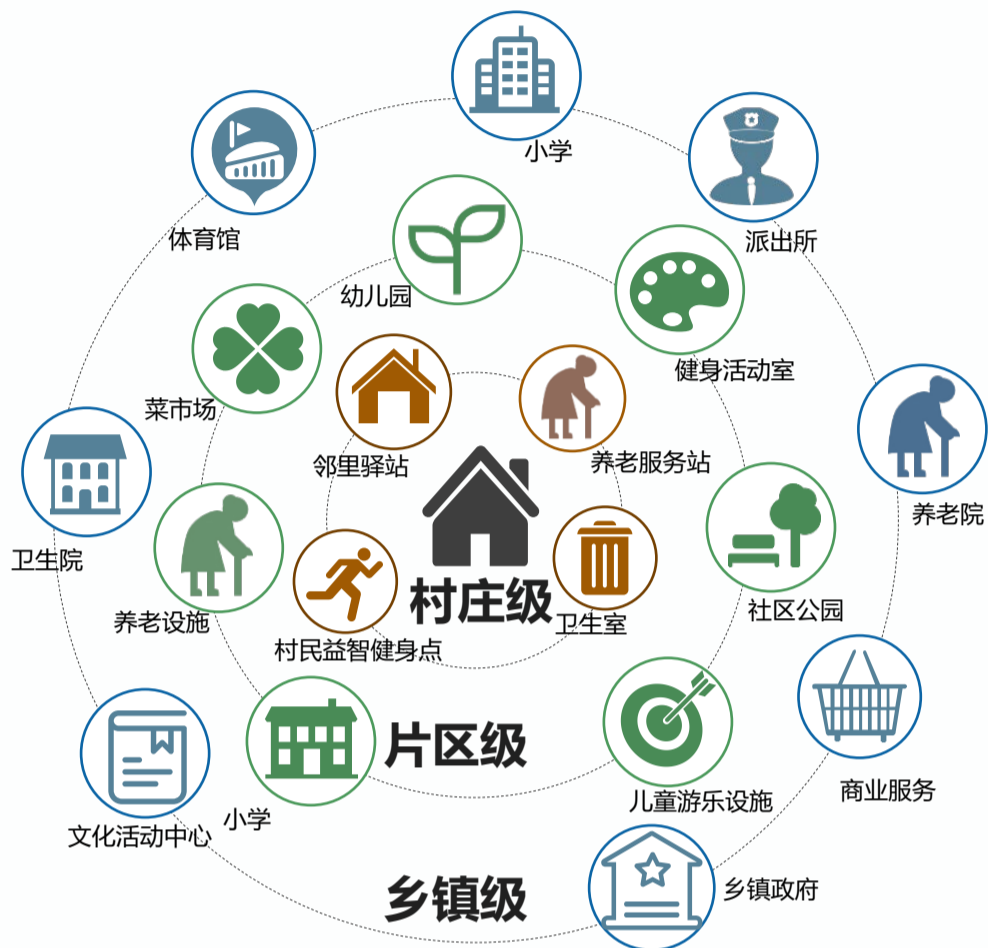 小学
体育馆
派出所
幼儿园
健身活动室
菜市场
邻里驿站
养老服务站
养老院
卫生院
养老设施
村庄级
社区公园
卫生室
村民益智健身点
片区级
儿童游乐设施
商业服务
小学
文化活动中心
乡镇级
乡镇政府